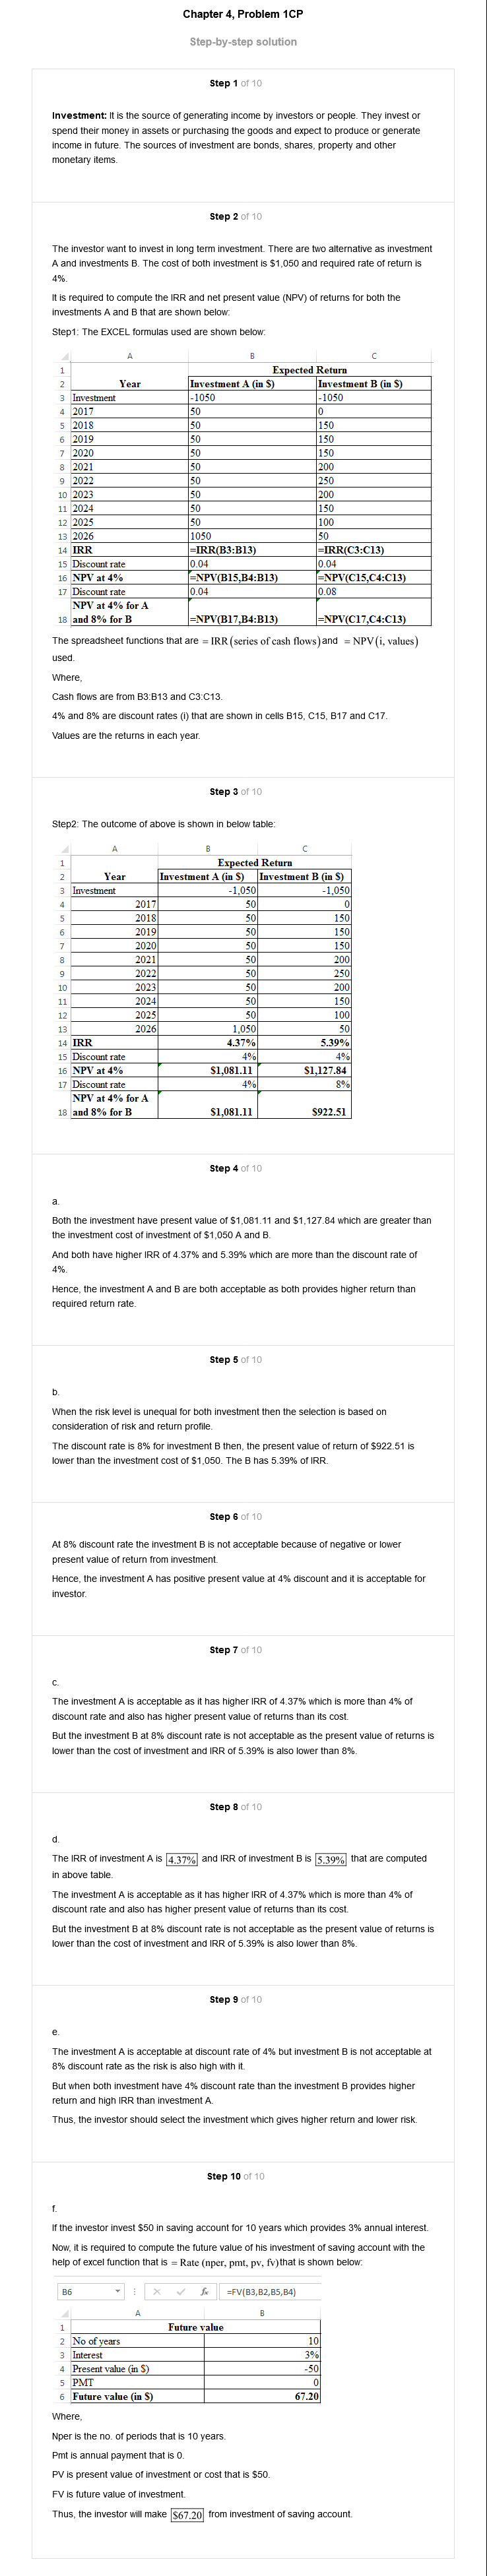 Chapter 4, Problem 1CP
Step-by-step solution
Step 1 of 10
Investment: It is the source of generating income by investors or people. They invest or
spend their money in assets or purchasing the goods and expect to produce or generate
income in future. The sources of investment are bonds, shares, property and other
monetary items.
Step 2 of 10
The investor want to invest in long term investment. There are two alternative as investment
A and investments B. The cost of both investment is $1,050 and required rate of return is
4%.
It is required to compute the IRR and net present value (NPV) of returns for both the
investments A and B that are shown below:
Step1: The EXCEL formulas used are shown below:
A B C
1 Expected Return
2 Year Investment A (in $) Investment B (in $)
3 Investment -1050 -1050
4 2017 50 0
5 2018 50 150
6 2019 50 150
7 2020 50 150
8 2021 50 200
9 2022 50 250
10 2023 50 200
11 2024 50 150
12 2025 50 100
13 2026 1050 50
14 IRR =IRR(B3:B13) =IRR(C3:C13)
15 Discount rate 0.04 0.04
16 NPV at 4% =NPV(B15,B4:B13) =NPV(C15,C4:C13)
17 Discount rate 0.04 0.08
NPV at 4% for A
18 and 8% for B =NPV(B17,B4:B13) =NPV(C17,C4:C13)
The spreadsheet functions that are = IRR (series of cash flows) and = NPV (i, values)
used.
Where,
Cash flows are from B3:B13 and C3:C13.
4% and 8% are discount rates (i) that are shown in cells B15, C15, B17 and C17.
Values are the returns in each year.
Step 3 of 10
Step2: The outcome of above is shown in below table:
A B C
1 Expected Return
2 Year Investment A (in $) Investment B (in $)
3 Investment -1,050 -1,050
4 2017 50 0
5 2018 50 150
6 2019 50 150
7 2020 50 150
8 2021 50 200
9 2022 50 250
10 2023 50 200
11 2024 50 150
12 2025 50 100
13 2026 1,050 50
14 IRR 4.37% 5.39%
15 Discount rate 4% 4%
16 NPV at 4% $1,081.11 $1,127.84
17 Discount rate 4% 8%
NPV at 4% for A
18 and 8% for B $1,081.11 $922.51
Step 4 of 10
a.
Both the investment have present value of $1,081.11 and $1,127.84 which are greater than
the investment cost of investment of $1,050 A and B.
And both have higher IRR of 4.37% and 5.39% which are more than the discount rate of
4%.
Hence, the investment A and B are both acceptable as both provides higher return than
required return rate.
Step 5 of 10
b.
When the risk level is unequal for both investment then the selection is based on
consideration of risk and return profile.
The discount rate is 8% for investment B then, the present value of return of $922.51 is
lower than the investment cost of $1,050. The B has 5.39% of IRR.
Step 6 of 10
At 8% discount rate the investment B is not acceptable because of negative or lower
present value of return from investment.
Hence, the investment A has positive present value at 4% discount and it is acceptable for
investor.
Step 7 of 10
c.
The investment A is acceptable as it has higher IRR of 4.37% which is more than 4% of
discount rate and also has higher present value of returns than its cost.
But the investment B at 8% discount rate is not acceptable as the present value of returns is
lower than the cost of investment and IRR of 5.39% is also lower than 8%.
Step 8 of 10
d.
The IRR of investment A is 4.37% and IRR of investment B is 5.39% that are computed
in above table.
The investment A is acceptable as it has higher IRR of 4.37% which is more than 4% of
discount rate and also has higher present value of returns than its cost.
But the investment B at 8% discount rate is not acceptable as the present value of returns is
lower than the cost of investment and IRR of 5.39% is also lower than 8%.
Step 9 of 10
e.
The investment A is acceptable at discount rate of 4% but investment B is not acceptable at
8% discount rate as the risk is also high with it.
But when both investment have 4% discount rate than the investment B provides higher
return and high IRR than investment A.
Thus, the investor should select the investment which gives higher return and lower risk.
Step 10 of 10
f.
If the investor invest $50 in saving account for 10 years which provides 3% annual interest.
Now, it is required to compute the future value of his investment of saving account with the
help of excel function that is = Rate (nper, pmt, pv, fv) that is shown below:
B6 fx =FV(B3,B2,B5,B4)
A B
1 Future value
2 No of years 10
3 Interest 3%
4 Present value (in $) -50
5 PMT 0
6 Future value (in $) 67.20
Where,
Nper is the no. of periods that is 10 years.
Pmt is annual payment that is 0.
PV is present value of investment or cost that is $50.
FV is future value of investment.
Thus, the investor will make $67.20 from investment of saving account.